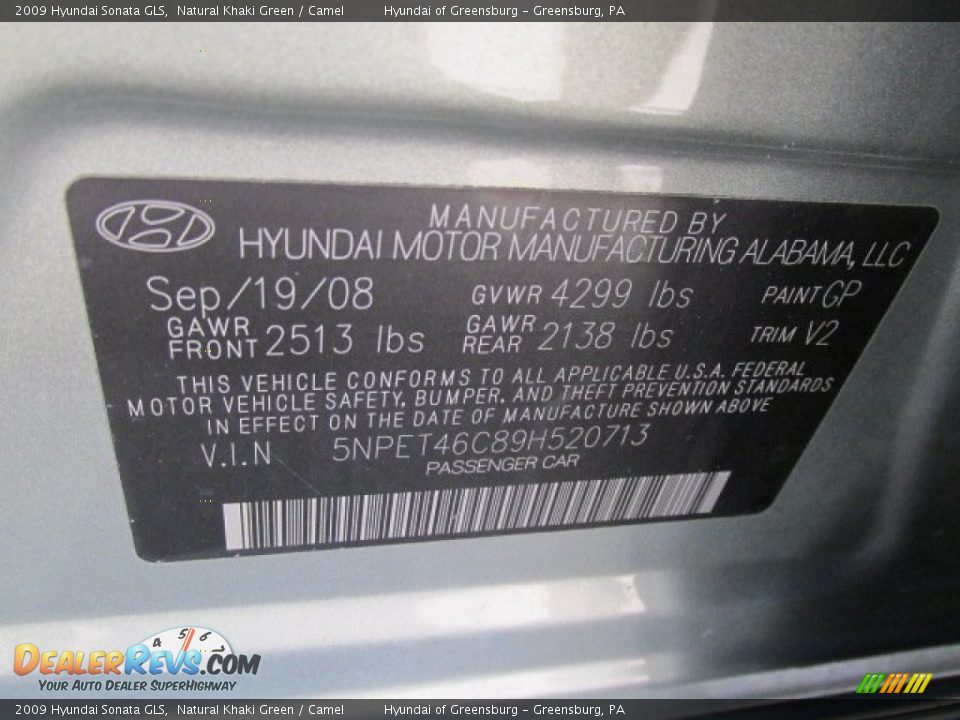 2009 Hyundai Sonata GLS, Natural Khaki Green / Camel Hyundai of Greensburg - Greensburg, PA
MANUFACTURED BY
HYUNDAI MOTOR MANUFACTURING ALABAMA, LLC
Sep/19/08 GVWR 4299 lbs PAINT GP
GAWR FRONT 2513 lbs GAWR REAR 2138 lbs TRIM V2
THIS VEHICLE CONFORMS TO ALL APPLICABLE U.S.A. FEDERAL
MOTOR VEHICLE SAFETY, BUMPER, AND THEFT PREVENTION STANDARDS
IN EFFECT ON THE DATE OF MANUFACTURE SHOWN ABOVE
V.I.N 5NPET46C89H520713
PASSENGER CAR
4 5 6 7
DEALERREVS.COM
YOUR AUTO DEALER SUPERHIGHWAY
2009 Hyundai Sonata GLS, Natural Khaki Green / Camel Hyundai of Greensburg - Greensburg, PA